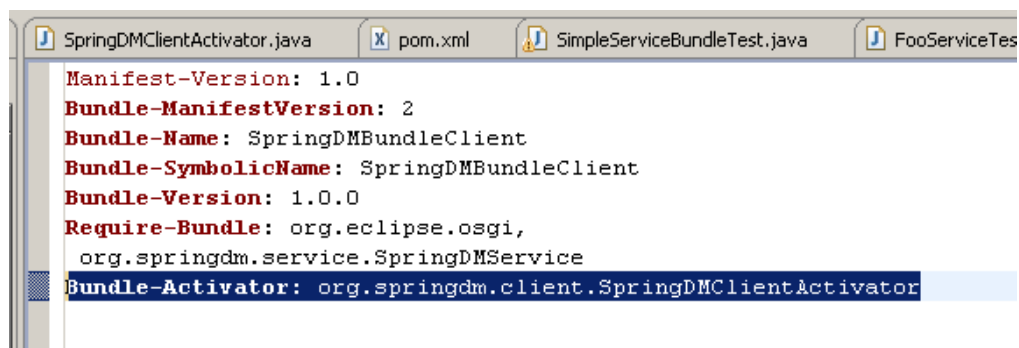 SpringDMClientActivator.java pom.xml SimpleServiceBundleTest.java FooServiceTes
Manifest-Version: 1.0
Bundle-ManifestVersion: 2
Bundle-Name: SpringDMBundleClient
Bundle-SymbolicName: SpringDMBundleClient
Bundle-Version: 1.0.0
Require-Bundle: org.eclipse.osgi,
org.springdm.service.SpringDMService
Bundle-Activator: org.springdm.client.SpringDMClientActivator